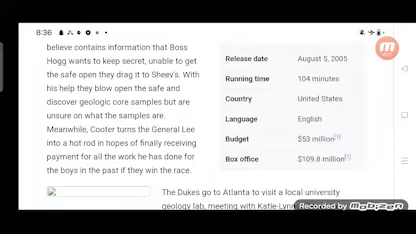 8:36
believe contains information that Boss
Hogg wants to keep secret, unable to get
the safe open they drag it to Sheev's. With
his help they blow open the safe and
discover geologic core samples but are
unsure on what the samples are.
Meanwhile, Cooter turns the General Lee
into a hot rod in hopes of finally receiving
payment for all the work he has done for
the boys in the past if they win the race.
Release date August 5, 2005
Running time 104 minutes
Country United States
Language English
Budget $53 million[1]
Box office $109.8 million[1]
The Dukes go to Atlanta to visit a local university
geology lab, meeting with Katie-Lynn
Recorded by Mobizen